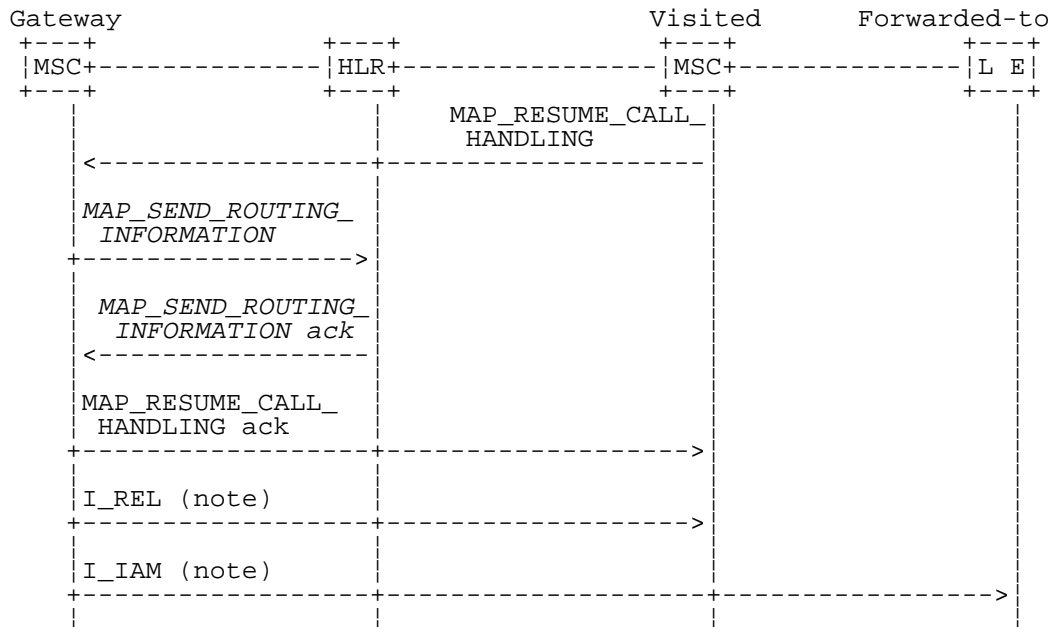 Gateway Visited Forwarded-to
MSC HLR MSC L E
MAP_RESUME_CALL_
HANDLING
MAP_SEND_ROUTING_
INFORMATION
MAP_SEND_ROUTING_
INFORMATION ack
MAP_RESUME_CALL_
HANDLING ack
I_REL (note)
I_IAM (note)